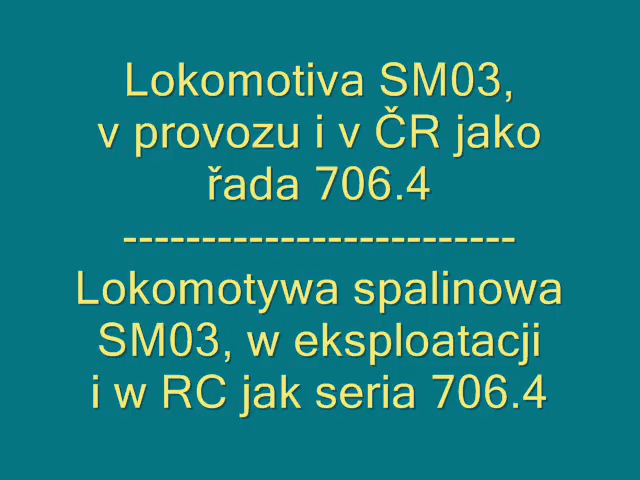 Lokomotiva SM03,
v provozu i v ČR jako
řada 706.4
-------------------------
Lokomotywa spalinowa
SM03, w eksploatacji
i w RC jak seria 706.4